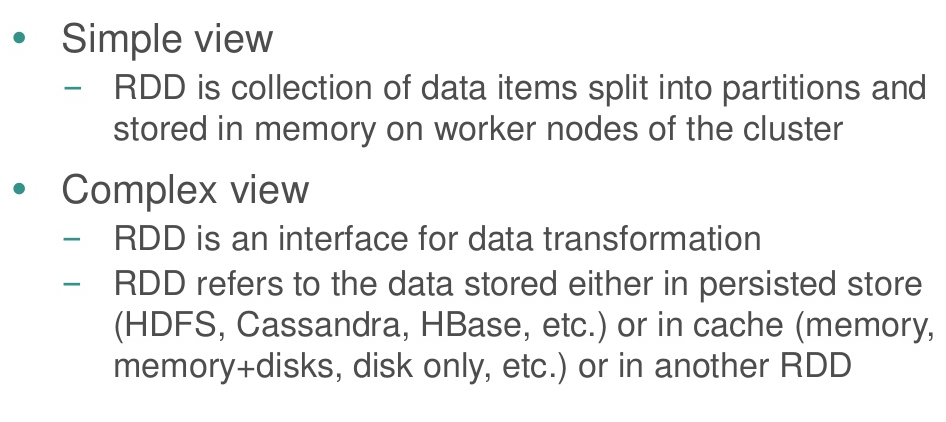 • Simple view
– RDD is collection of data items split into partitions and
stored in memory on worker nodes of the cluster
• Complex view
– RDD is an interface for data transformation
– RDD refers to the data stored either in persisted store
(HDFS, Cassandra, HBase, etc.) or in cache (memory,
memory+disks, disk only, etc.) or in another RDD